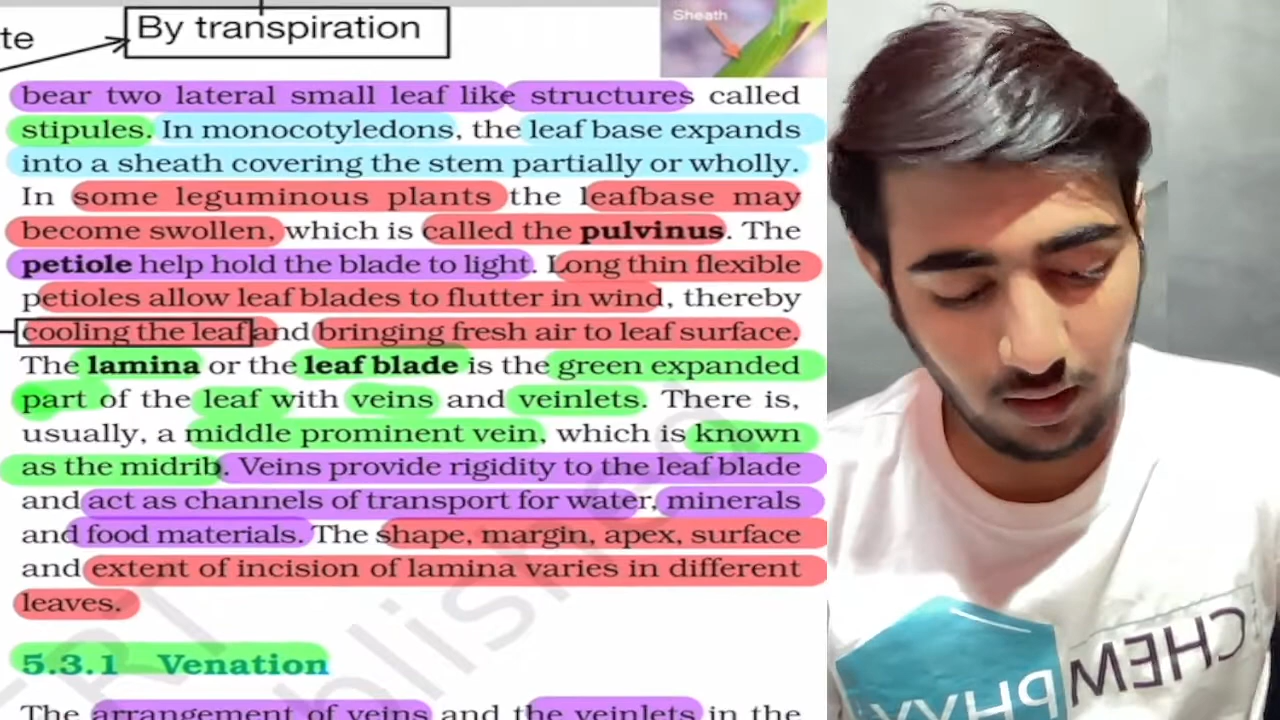 te
By transpiration
Sheath
bear two lateral small leaf like structures called
stipules. In monocotyledons, the leaf base expands
into a sheath covering the stem partially or wholly.
In some leguminous plants the leafbase may
become swollen, which is called the pulvinus. The
petiole help hold the blade to light. Long thin flexible
petioles allow leaf blades to flutter in wind, thereby
cooling the leaf and bringing fresh air to leaf surface.
The lamina or the leaf blade is the green expanded
part of the leaf with veins and veinlets. There is,
usually, a middle prominent vein, which is known
as the midrib. Veins provide rigidity to the leaf blade
and act as channels of transport for water, minerals
and food materials. The shape, margin, apex, surface
and extent of incision of lamina varies in different
leaves.
5.3.1 Venation
The arrangement of veins and the veinlets in the
CHEM
PHYX